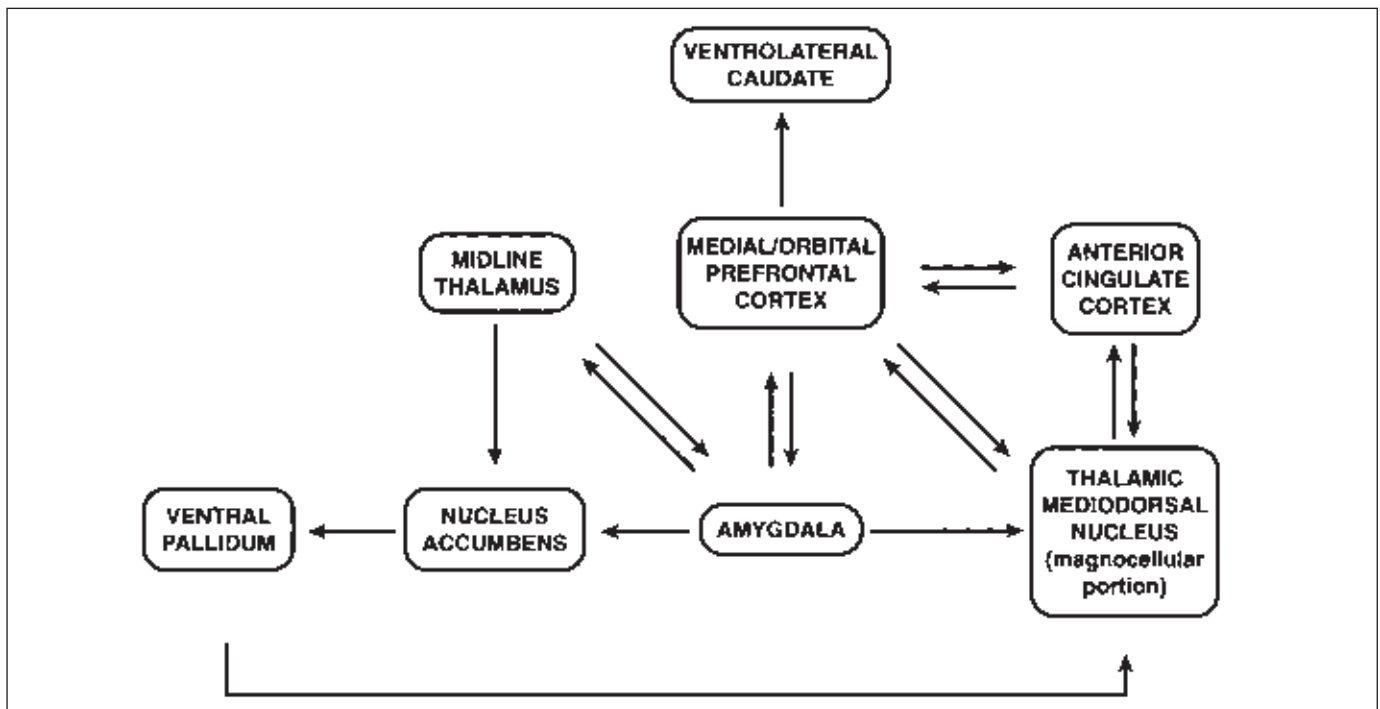 VENTROLATERAL
CAUDATE
MIDLINE
THALAMUS
MEDIAL/ORBITAL
PREFRONTAL
CORTEX
ANTERIOR
CINGULATE
CORTEX
VENTRAL
PALLIDUM
NUCLEUS
ACCUMBENS
AMYGDALA
THALAMIC
MEDIODORSAL
NUCLEUS
(magnocellular
portion)